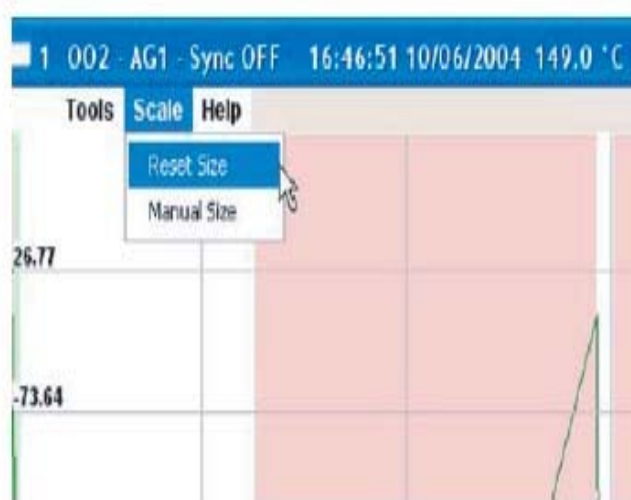 1 OO2 - AG1 - Sync OFF 16:46:51 10/06/2004 149.0 °C
Tools Scale Help
Reset Size
Manual Size
26.77
-73.64